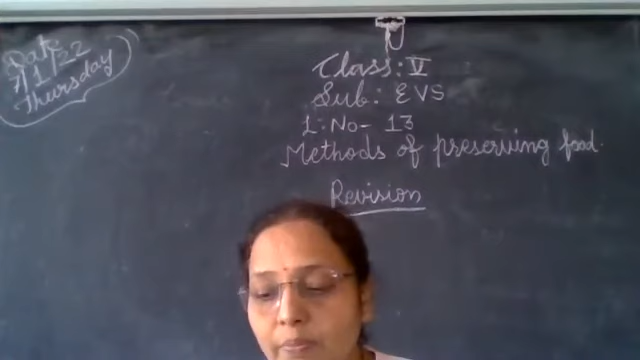 Date
7/1/22
Thursday
Class: V
Sub: EVS
L: No- 13
Methods of preserving food.
Revision